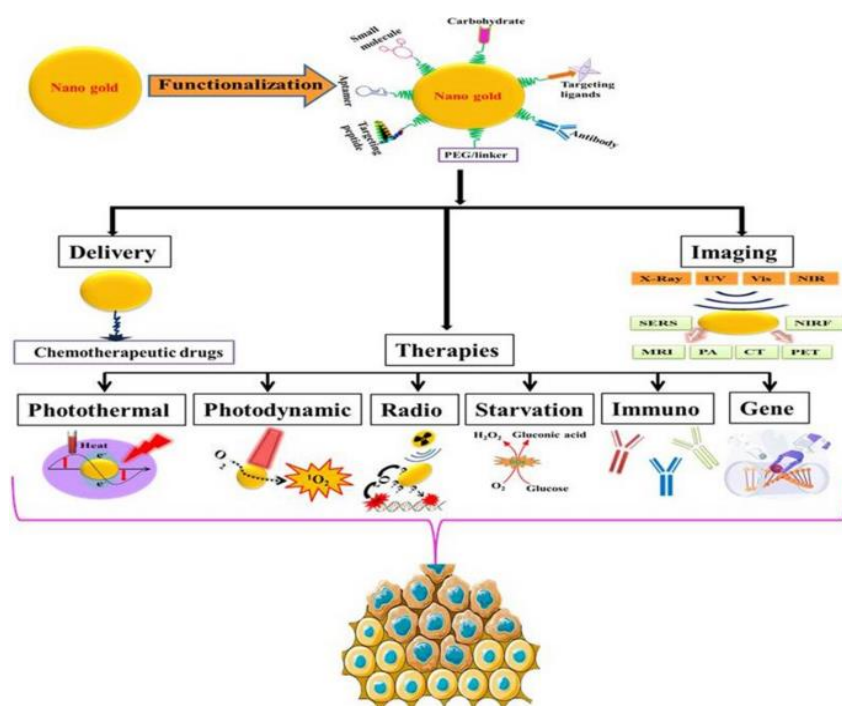 Nano gold
Functionalization
Small
molecule
Carbohydrate
Aptamer
Nano gold
Targeting
ligands
Targeting
peptide
Antibody
PEG/linker
Delivery
Imaging
X-Ray UV Vis NIR
SERS NIRF
MRI PA CT PET
Chemotherapeutic drugs
Therapies
Photothermal Photodynamic Radio Starvation Immuno Gene
Heat
e⁻
e⁻
O₂
¹O₂
H₂O₂ Gluconic acid
O₂ Glucose